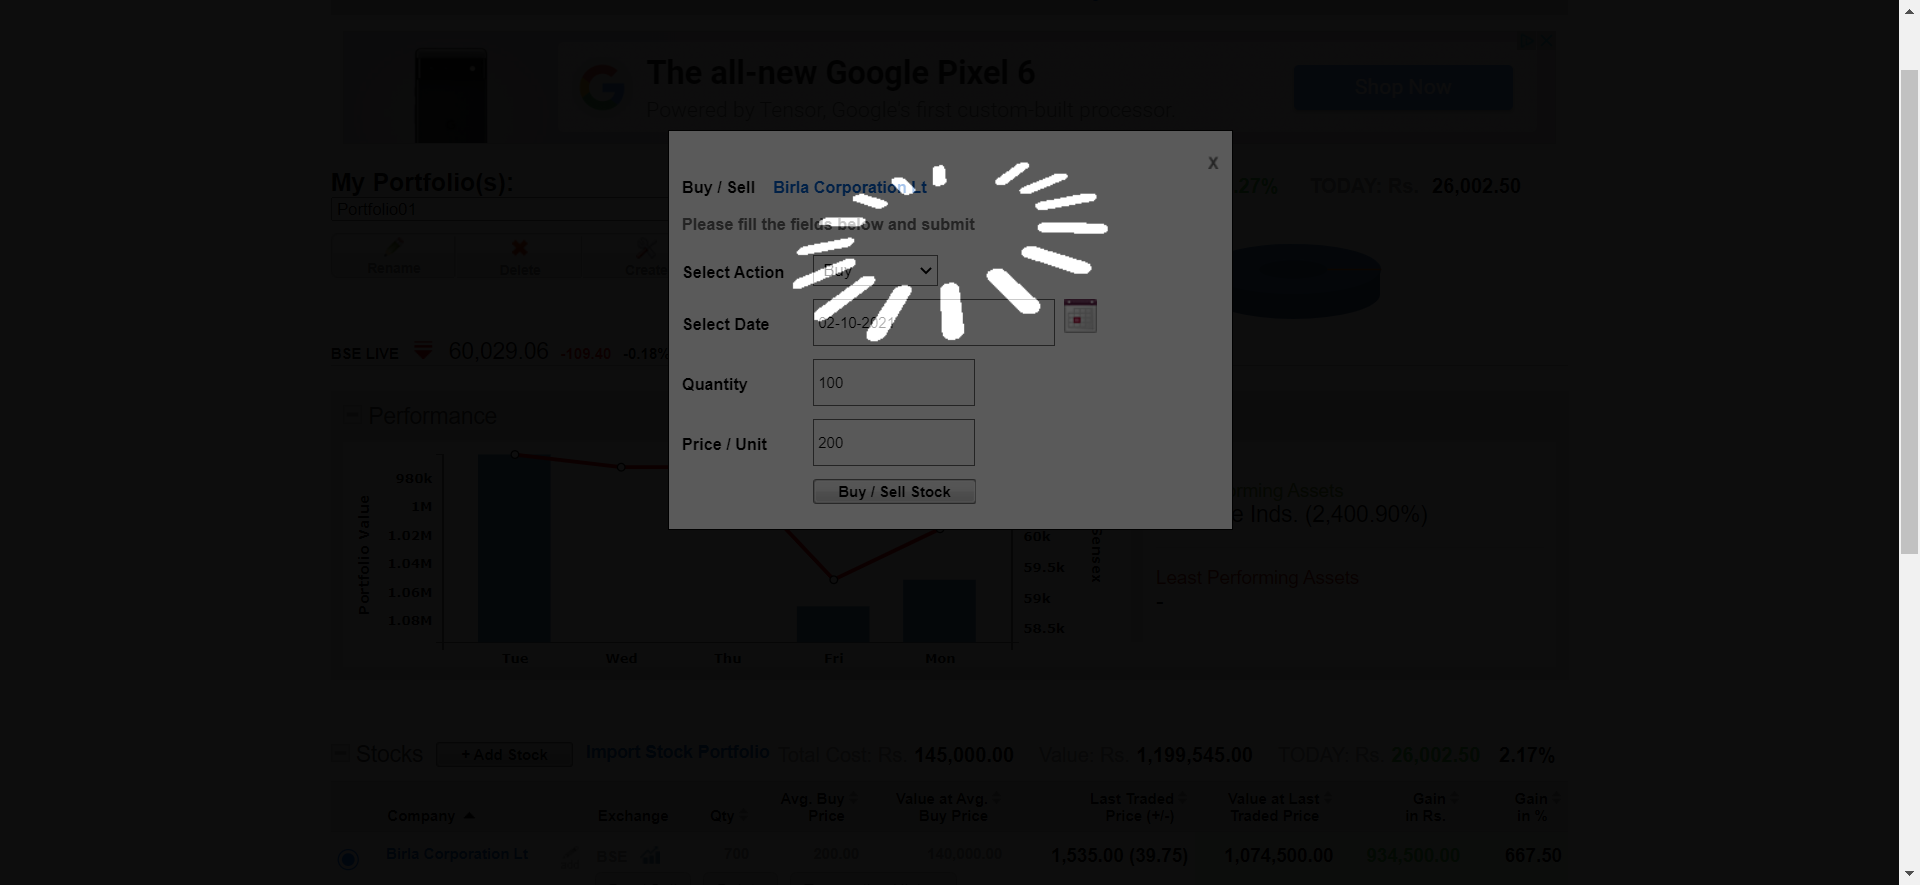 The all-new Google Pixel 6
Powered by Tensor, Google's first custom-built processor
Shop Now
My Portfolio(s):
.27% TODAY: Rs. 26,002.50
Portfolio01
Rename Delete Create
X
Buy / Sell Birla Corporation Lt
Please fill the fields below and submit
Select Action Buy
Select Date 02-10-2021
Quantity 100
Price / Unit 200
Buy / Sell Stock
BSE LIVE 60,029.06 -109.40 -0.18%
Performance
Portfolio Value
980k
1M
1.02M
1.04M
1.06M
1.08M
60k
59.5k
59k
58.5k
Sensex
Tue Wed Thu Fri Mon
orming Assets
e Inds. (2,400.90%)
Least Performing Assets
-
Stocks + Add Stock Import Stock Portfolio Total Cost: Rs. 145,000.00 Value: Rs. 1,199,545.00 TODAY: Rs. 26,002.50 2.17%
Company Exchange Qty Avg. Buy Price Value at Avg. Buy Price Last Traded Price (+/-) Value at Last Traded Price Gain in Rs. Gain in %
Birla Corporation Lt BSE 700 200.00 140,000.00 1,535.00 (39.75) 1,074,500.00 934,500.00 667.50